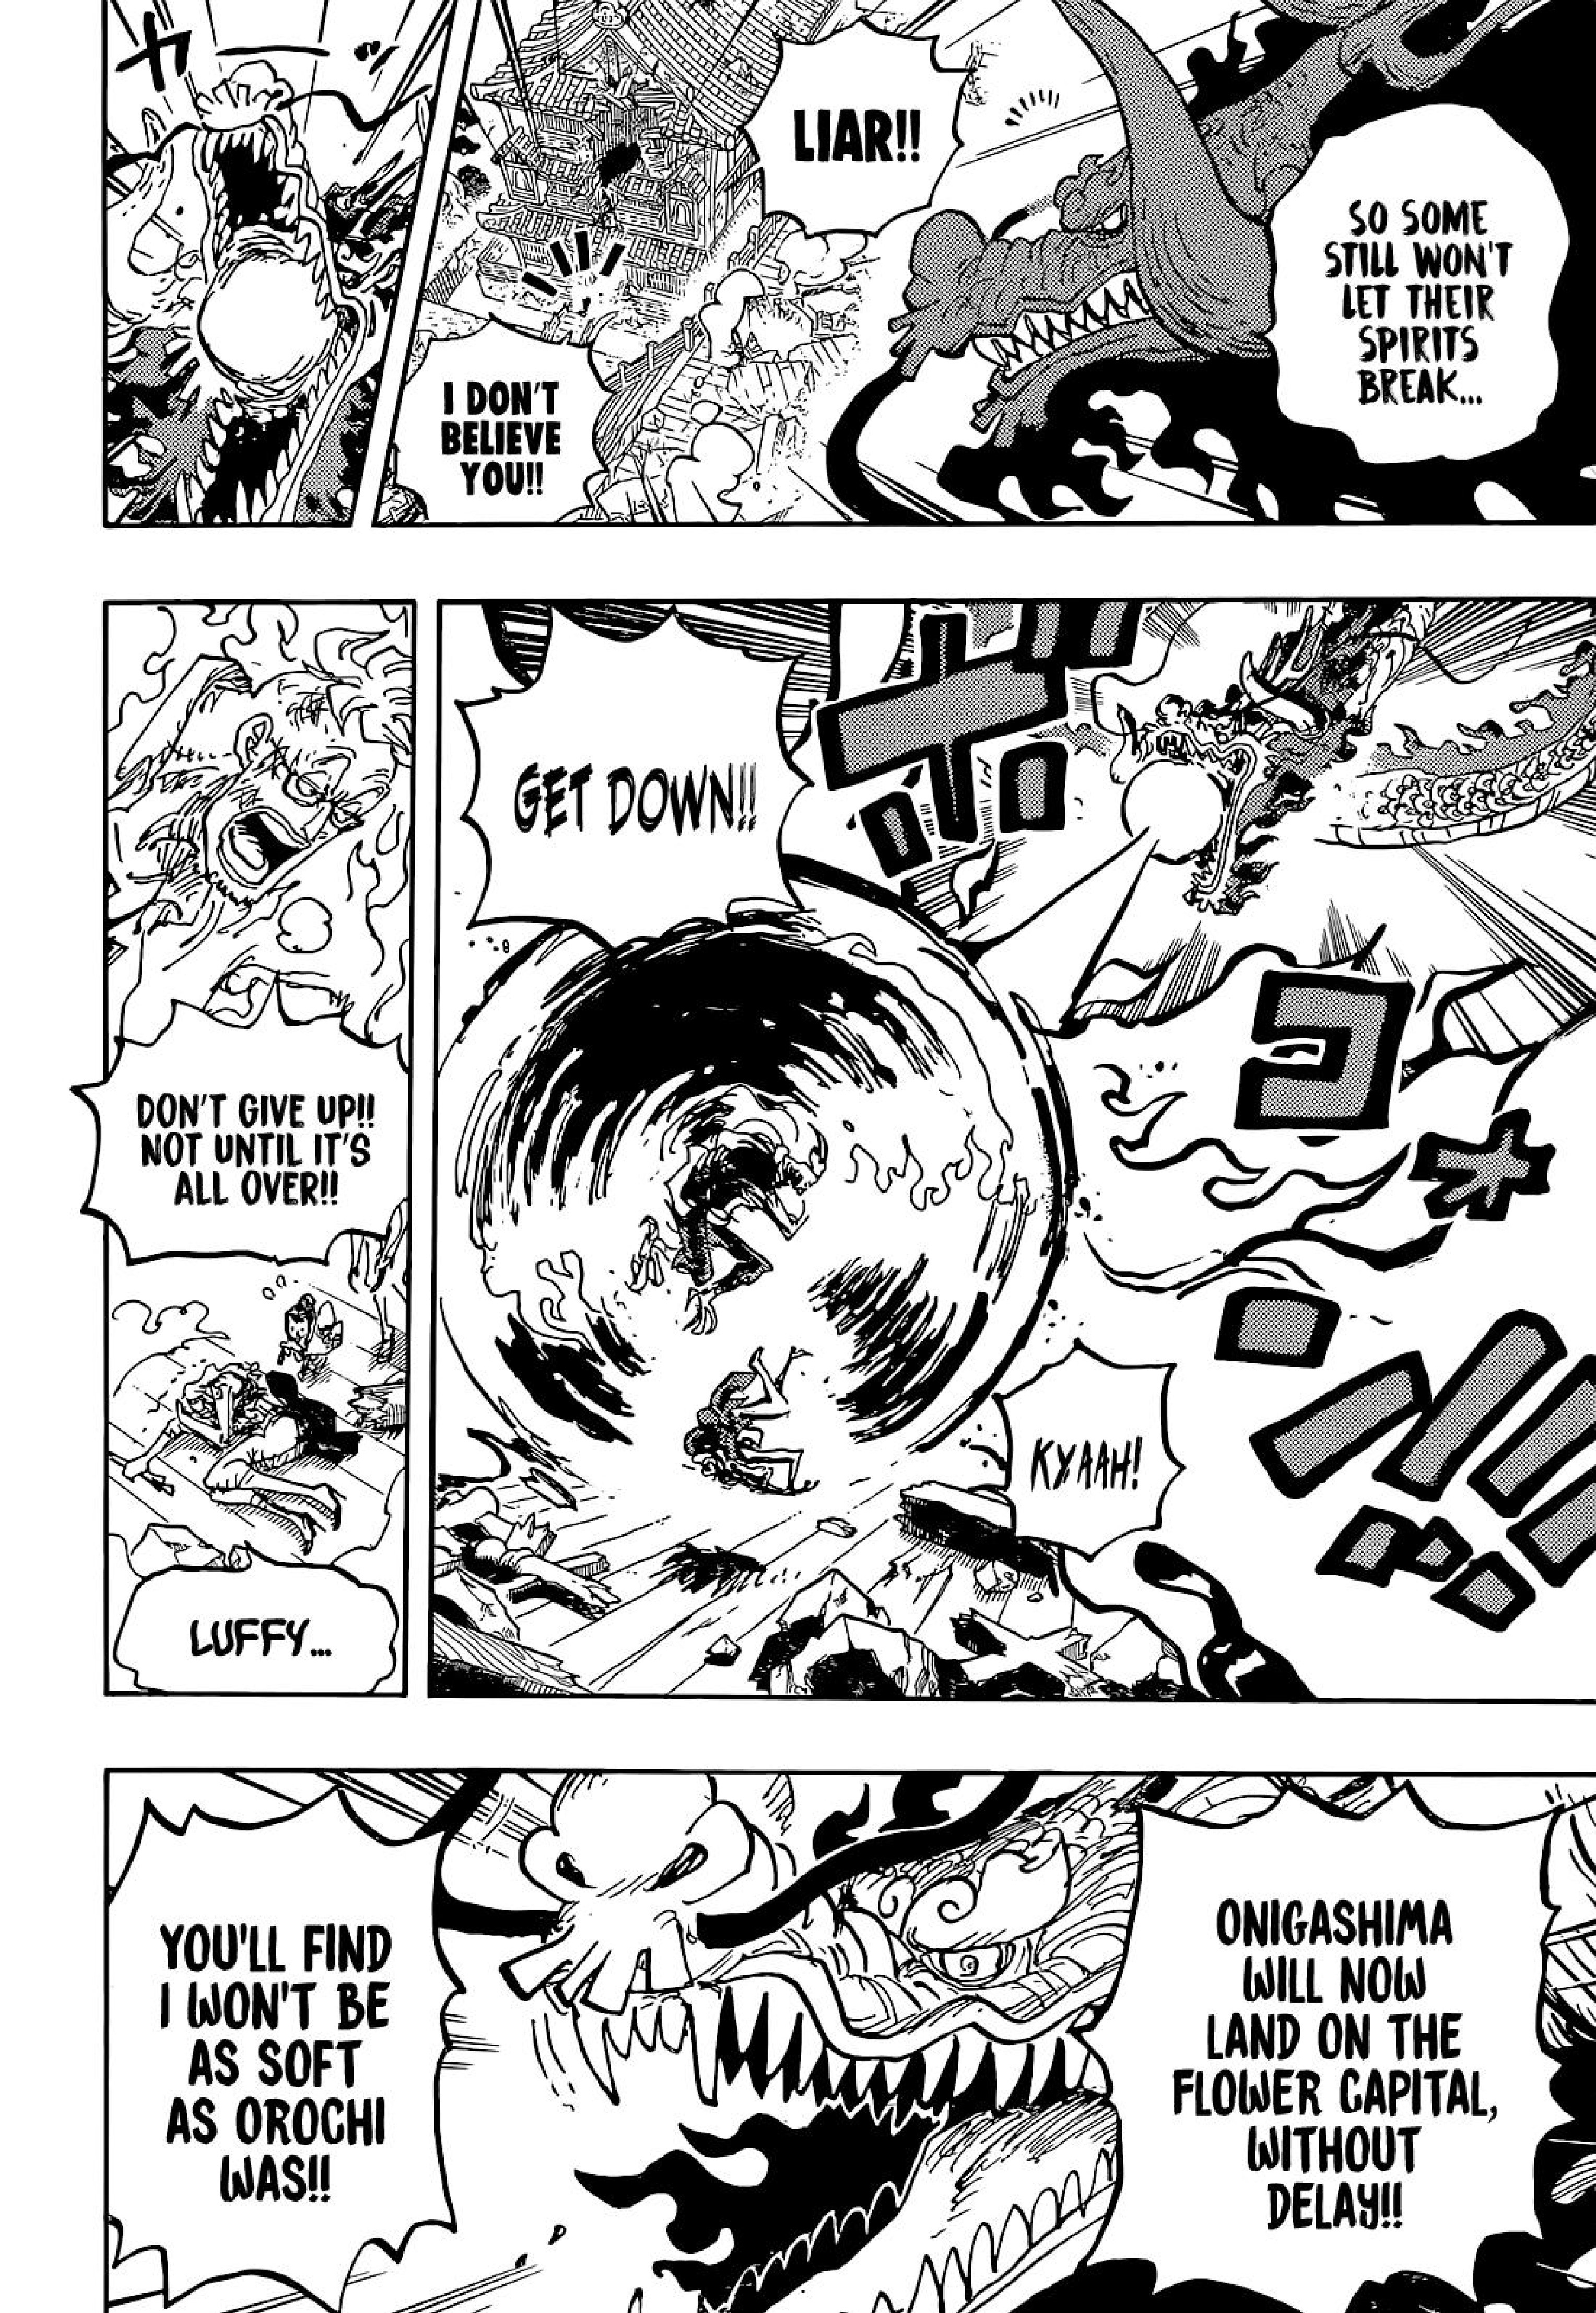 SO SOME
STILL WON'T
LET THEIR
SPIRITS
BREAK...
LIAR!!
I DON'T
BELIEVE
YOU!!
カ
GET DOWN!!
KYAAH!
DON'T GIVE UP!!
NOT UNTIL IT'S
ALL OVER!!
LUFFY...
ONIGASHIMA
WILL NOW
LAND ON THE
FLOWER CAPITAL,
WITHOUT
DELAY!!
YOU'LL FIND
I WON'T BE
AS SOFT
AS OROCHI
WAS!!